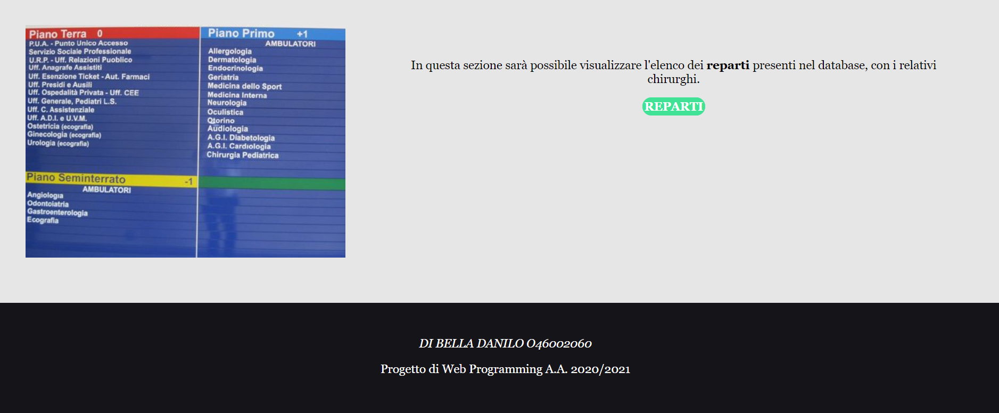 Piano Terra 0
P.U.A. - Punto Unico Accesso
Servizio Sociale Professionale
U.R.P. - Uff. Relazioni Puoblico
Uff. Anagrafe Assistiti
Uff. Esenzione Ticket - Aut. Farmaci
Uff. Presidi e Ausili
Uff. Ospedalità Privata - Uff. CEE
Uff. Generale, Pediatri L.S.
Uff. C. Assistenziale
Uff. A.D.I. e U.V.M.
Ostetricia (ecografia)
Ginecologia (ecografia)
Urologia (ecografia)
Piano Primo +1
AMBULATORI
Allergologia
Dermatologia
Endocrinologia
Geriatria
Medicina dello Sport
Medicina Interna
Neurologia
Oculistica
Otorino
Audiologia
A.G.I. Diabetologia
A.G.I. Cardiologia
Chirurgia Pediatrica
Piano Seminterrato -1
AMBULATORI
Angiologia
Odontoiatria
Gastroenterologia
Ecografia
In questa sezione sarà possibile visualizzare l'elenco dei reparti presenti nel database, con i relativi
chirurghi.
REPARTI
DI BELLA DANILO O46002060
Progetto di Web Programming A.A. 2020/2021